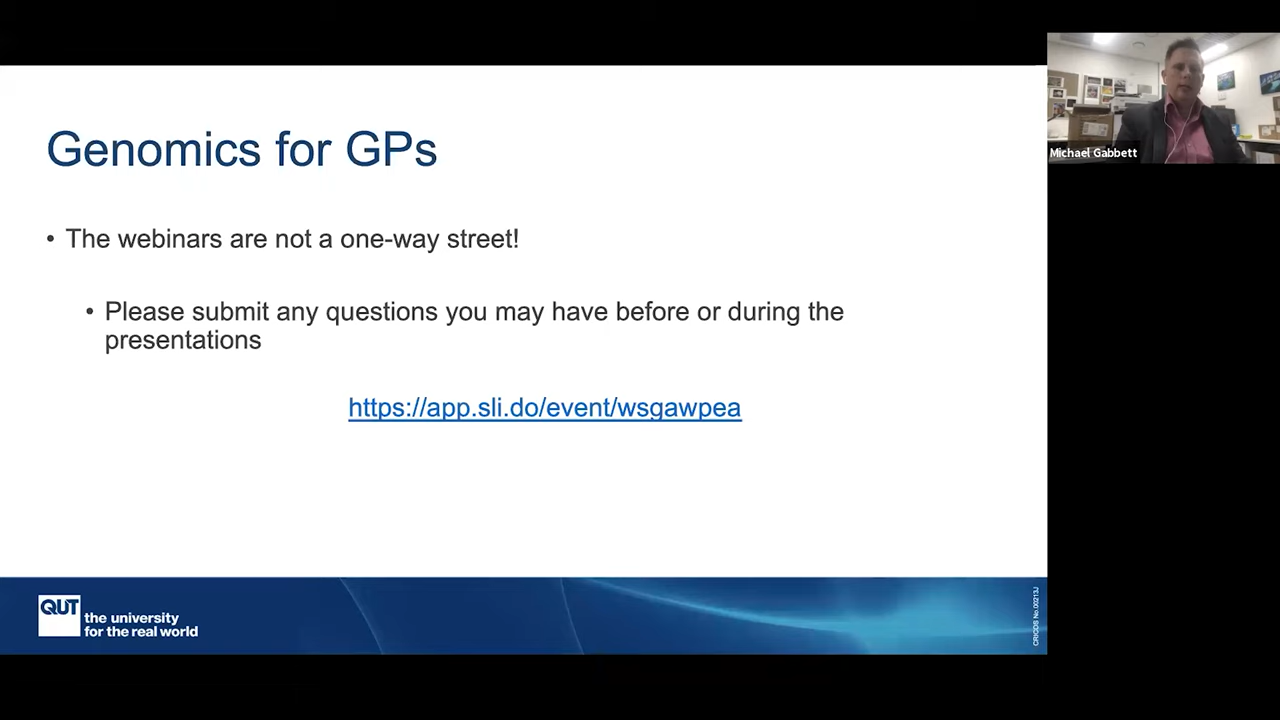 Genomics for GPs
• The webinars are not a one-way street!
• Please submit any questions you may have before or during the
presentations
https://app.sli.do/event/wsgawpea
QUT
the university
for the real world
CRICOS No.00213J
Michael Gabbett